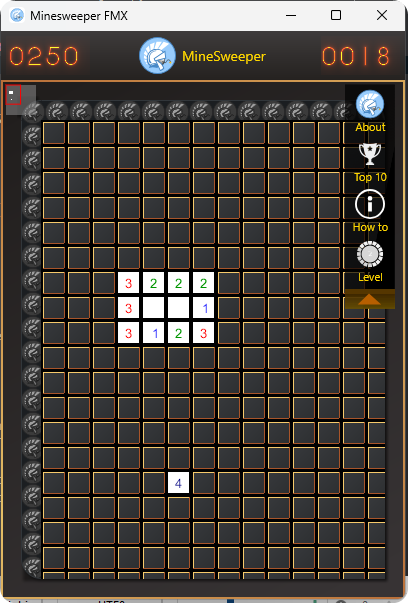 Minesweeper FMX
0250 MineSweeper 0018
About
Top 10
How to
Level
3 2 2 2
3 1
3 1 2 3
4